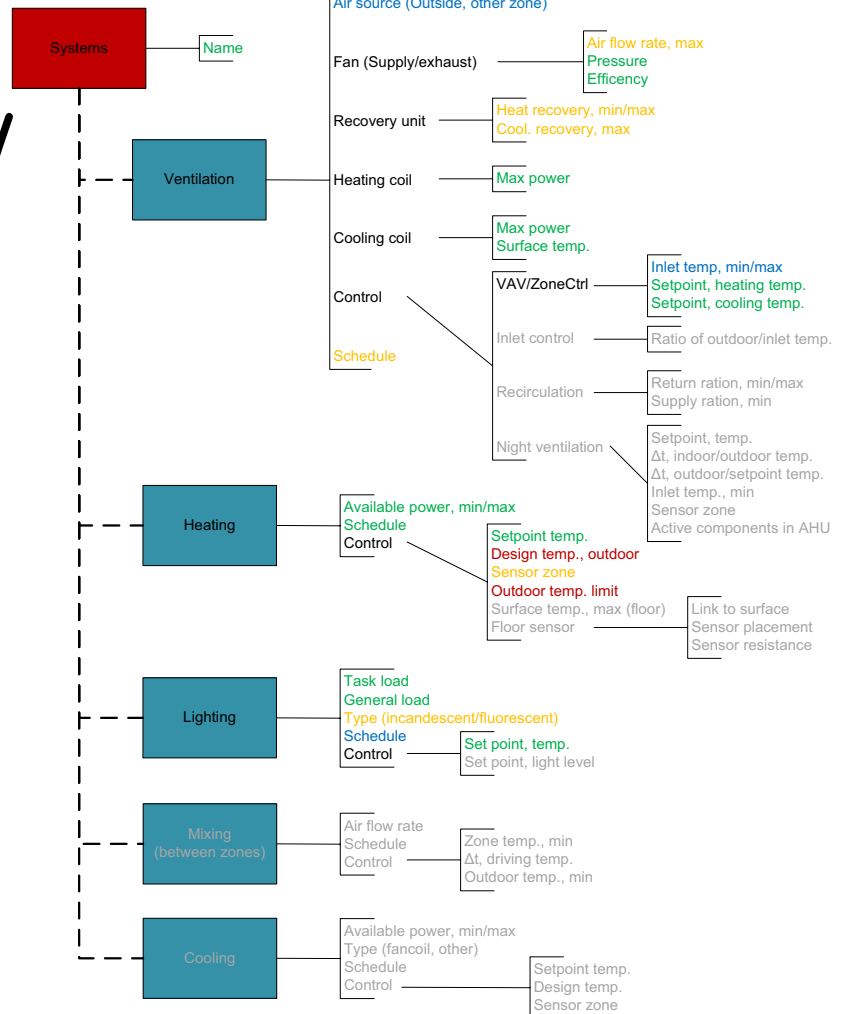 Air source (Outside, other zone)
Systems
Name
Fan (Supply/exhaust)
Air flow rate, max
Pressure
Efficency
Recovery unit
Heat recovery, min/max
Cool. recovery, max
Ventilation
Heating coil
Max power
Cooling coil
Max power
Surface temp.
Control
VAV/ZoneCtrl
Inlet temp, min/max
Setpoint, heating temp.
Setpoint, cooling temp.
Inlet control
Ratio of outdoor/inlet temp.
Schedule
Recirculation
Return ration, min/max
Supply ration, min
Night ventilation
Setpoint, temp.
Δt, indoor/outdoor temp.
Δt, outdoor/setpoint temp.
Inlet temp., min
Sensor zone
Active components in AHU
Heating
Available power, min/max
Schedule
Control
Setpoint temp.
Design temp., outdoor
Sensor zone
Outdoor temp. limit
Surface temp., max (floor)
Floor sensor
Link to surface
Sensor placement
Sensor resistance
Lighting
Task load
General load
Type (incandescent/fluorescent)
Schedule
Control
Set point, temp.
Set point, light level
Mixing
(between zones)
Air flow rate
Schedule
Control
Zone temp., min
Δt, driving temp.
Outdoor temp., min
Cooling
Available power, min/max
Type (fancoil, other)
Schedule
Control
Setpoint temp.
Design temp.
Sensor zone